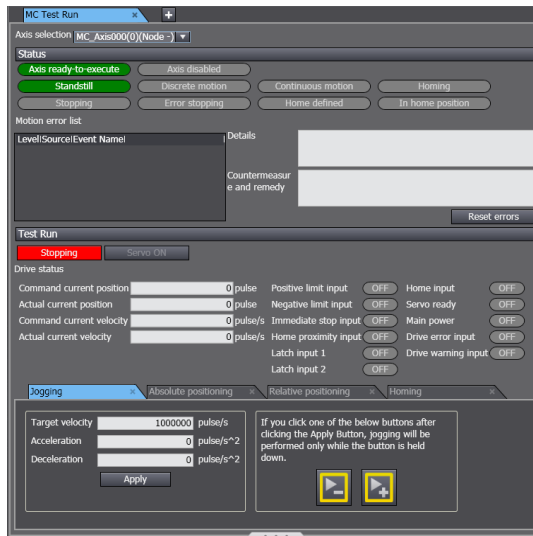 MC Test Run
Axis selection MC_Axis000(0)(Node -)
Status
Axis ready-to-execute Axis disabled
Standstill Discrete motion Continuous motion Homing
Stopping Error stopping Home defined In home position
Motion error list
Level|Source|Event Name|
Details
Countermeasur
e and remedy
Reset errors
Test Run
Stopping Servo ON
Drive status
Command current position 0 pulse Positive limit input OFF Home input OFF
Actual current position 0 pulse Negative limit input OFF Servo ready OFF
Command current velocity 0 pulse/s Immediate stop input OFF Main power OFF
Actual current velocity 0 pulse/s Home proximity input OFF Drive error input OFF
Latch input 1 OFF Drive warning input OFF
Latch input 2 OFF
Jogging Absolute positioning Relative positioning Homing
Target velocity 1000000 pulse/s
Acceleration 0 pulse/s^2
Deceleration 0 pulse/s^2
Apply
If you click one of the below buttons after
clicking the Apply Button, jogging will be
performed only while the button is held
down.